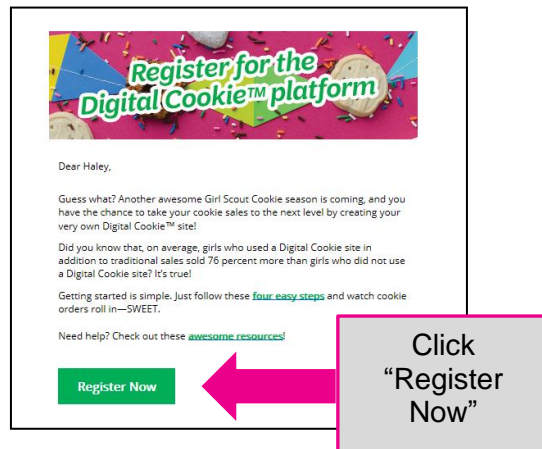 Register for the
Digital Cookie™ platform
Dear Haley,
Guess what? Another awesome Girl Scout Cookie season is coming, and you
have the chance to take your cookie sales to the next level by creating your
very own Digital Cookie™ site!
Did you know that, on average, girls who used a Digital Cookie site in
addition to traditional sales sold 76 percent more than girls who did not use
a Digital Cookie site? It's true!
Getting started is simple. Just follow these four easy steps and watch cookie
orders roll in—SWEET.
Need help? Check out these awesome resources!
Register Now
Click
“Register
Now”